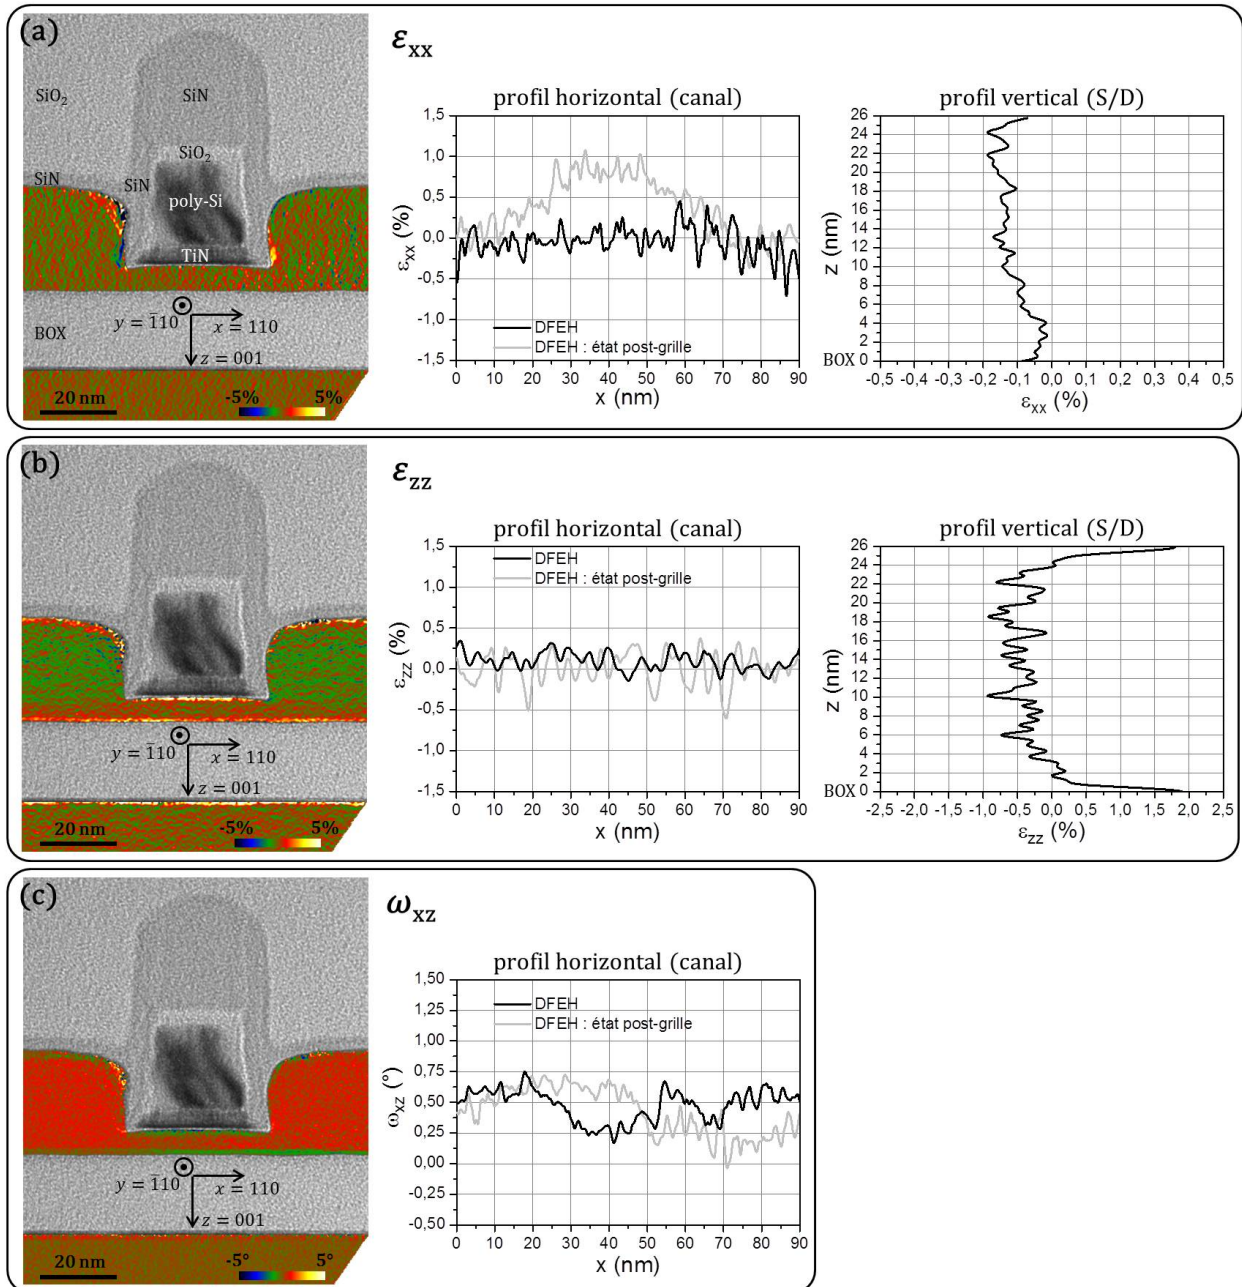 (a)
SiO₂
SiN
SiO₂
SiN
SiN
poly-Si
TiN
BOX
y = 1̅10
x = 110
z = 001
20 nm
-5% 5%
εxx
profil horizontal (canal)
1,5
1,0
0,5
0,0
-0,5
-1,0
-1,5
εxx (%)
DFEH
DFEH : état post-grille
0 10 20 30 40 50 60 70 80 90
x (nm)
profil vertical (S/D)
26
24
22
20
18
16
14
12
10
8
6
4
2
BOX 0
z (nm)
-0,5 -0,4 -0,3 -0,2 -0,1 0,0 0,1 0,2 0,3 0,4 0,5
εxx (%)
(b)
y = 1̅10
x = 110
z = 001
20 nm
-5% 5%
εzz
profil horizontal (canal)
1,5
1,0
0,5
0,0
-0,5
-1,0
-1,5
εzz (%)
DFEH
DFEH : état post-grille
0 10 20 30 40 50 60 70 80 90
x (nm)
profil vertical (S/D)
26
24
22
20
18
16
14
12
10
8
6
4
2
BOX 0
z (nm)
-2,5 -2,0 -1,5 -1,0 -0,5 0,0 0,5 1,0 1,5 2,0 2,5
εzz (%)
(c)
y = 1̅10
x = 110
z = 001
20 nm
-5° 5°
ωxz
profil horizontal (canal)
1,50
1,25
1,00
0,75
0,50
0,25
0,00
-0,25
-0,50
ωxz (°)
DFEH
DFEH : état post-grille
0 10 20 30 40 50 60 70 80 90
x (nm)